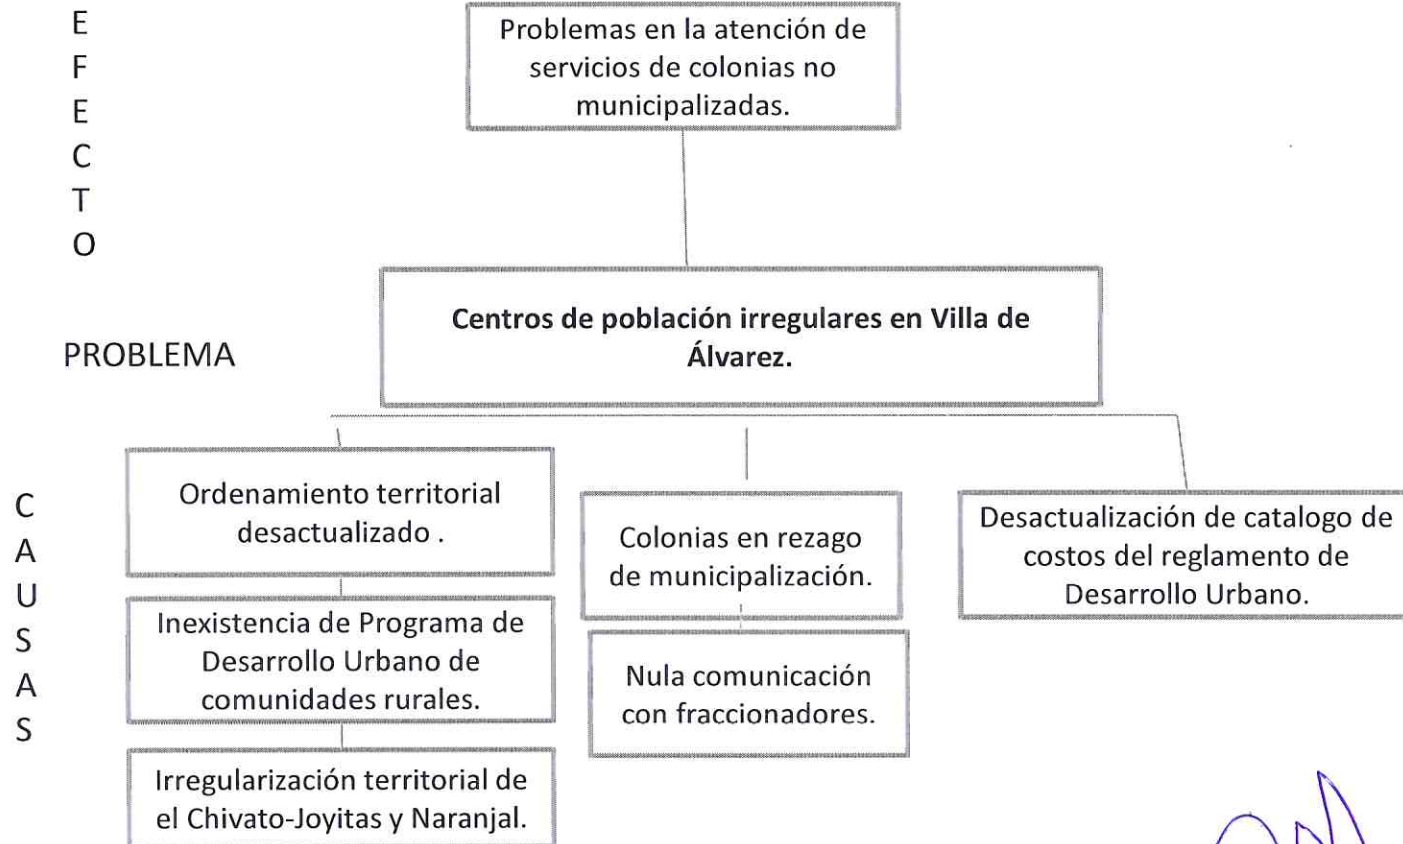 E
F
E
C
T
O
Problemas en la atención de
servicios de colonias no
municipalizadas.
PROBLEMA
Centros de población irregulares en Villa de
Álvarez.
C
A
U
S
A
S
Ordenamiento territorial
desactualizado .
Inexistencia de Programa de
Desarrollo Urbano de
comunidades rurales.
Irregularización territorial de
el Chivato-Joyitas y Naranjal.
Colonias en rezago
de municipalización.
Nula comunicación
con fraccionadores.
Desactualización de catalogo de
costos del reglamento de
Desarrollo Urbano.